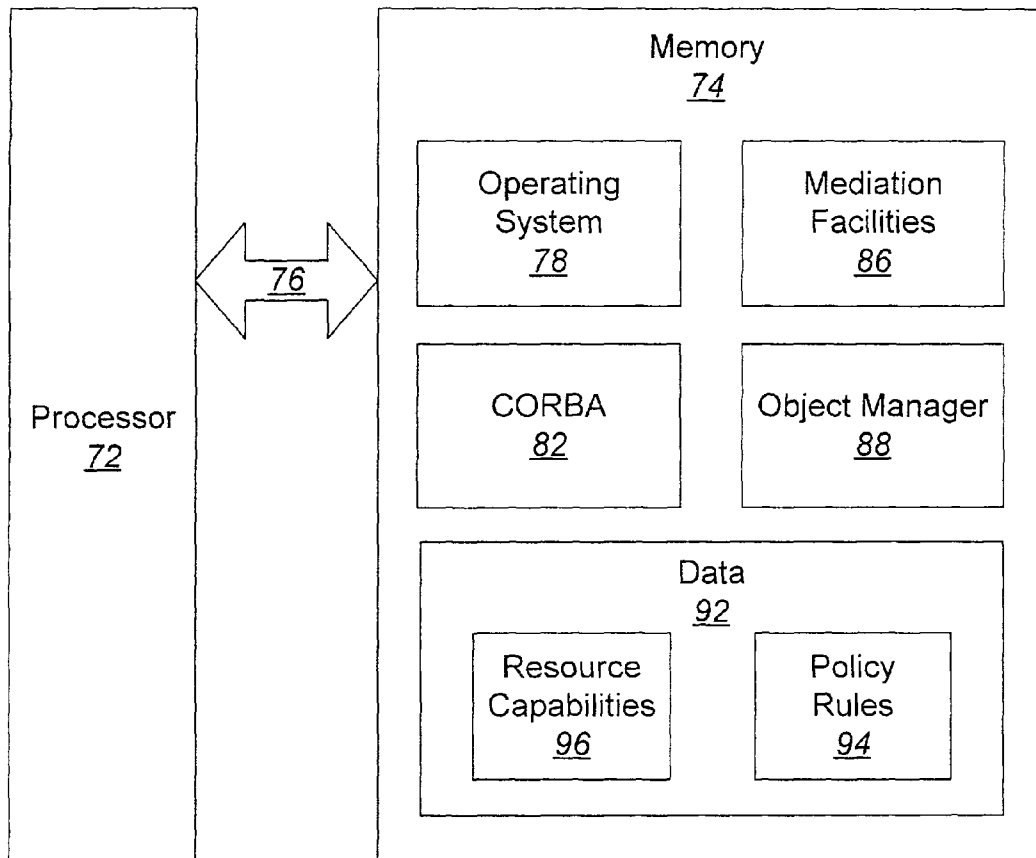 Memory
74
Operating
System
78
Mediation
Facilities
86
76
Processor
72
CORBA
82
Object Manager
88
Data
92
Resource
Capabilities
96
Policy
Rules
94